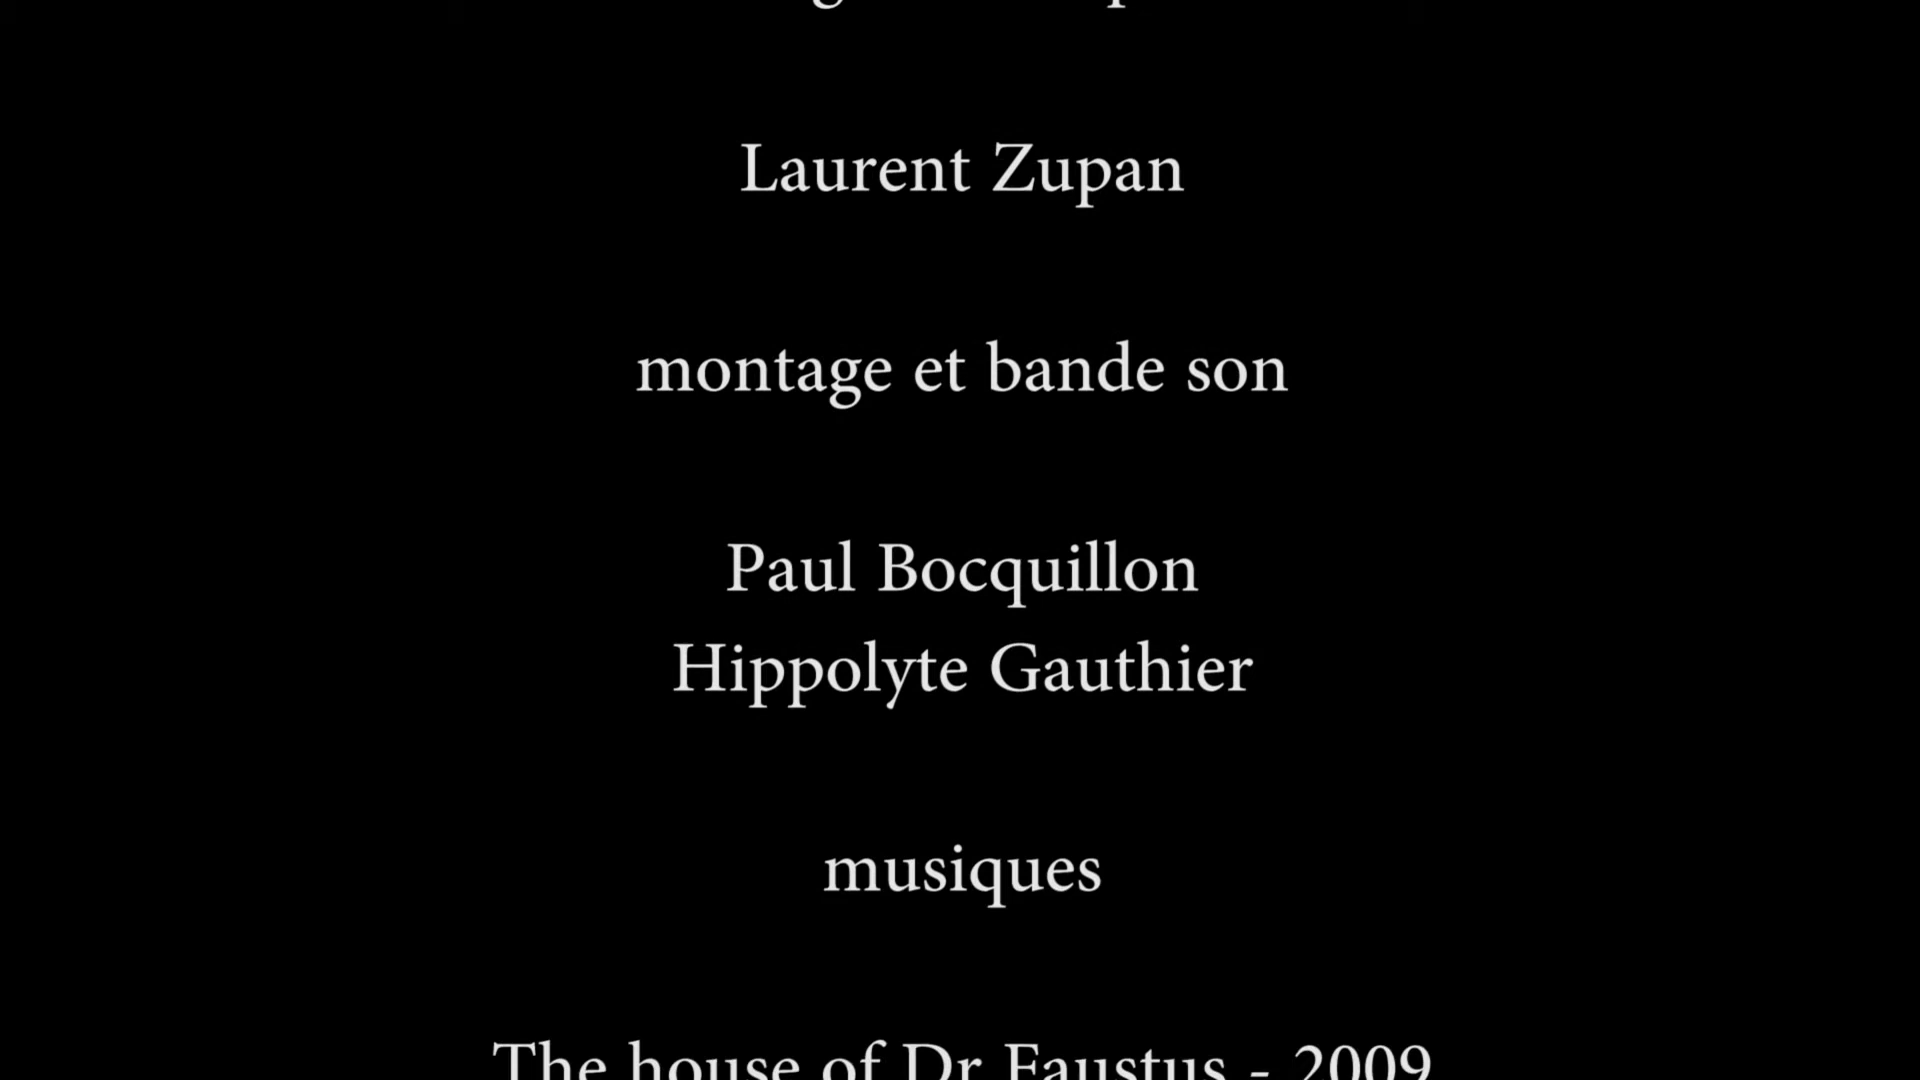 Laurent Zupan
montage et bande son
Paul Bocquillon
Hippolyte Gauthier
musiques
The house of Dr Faustus - 2009